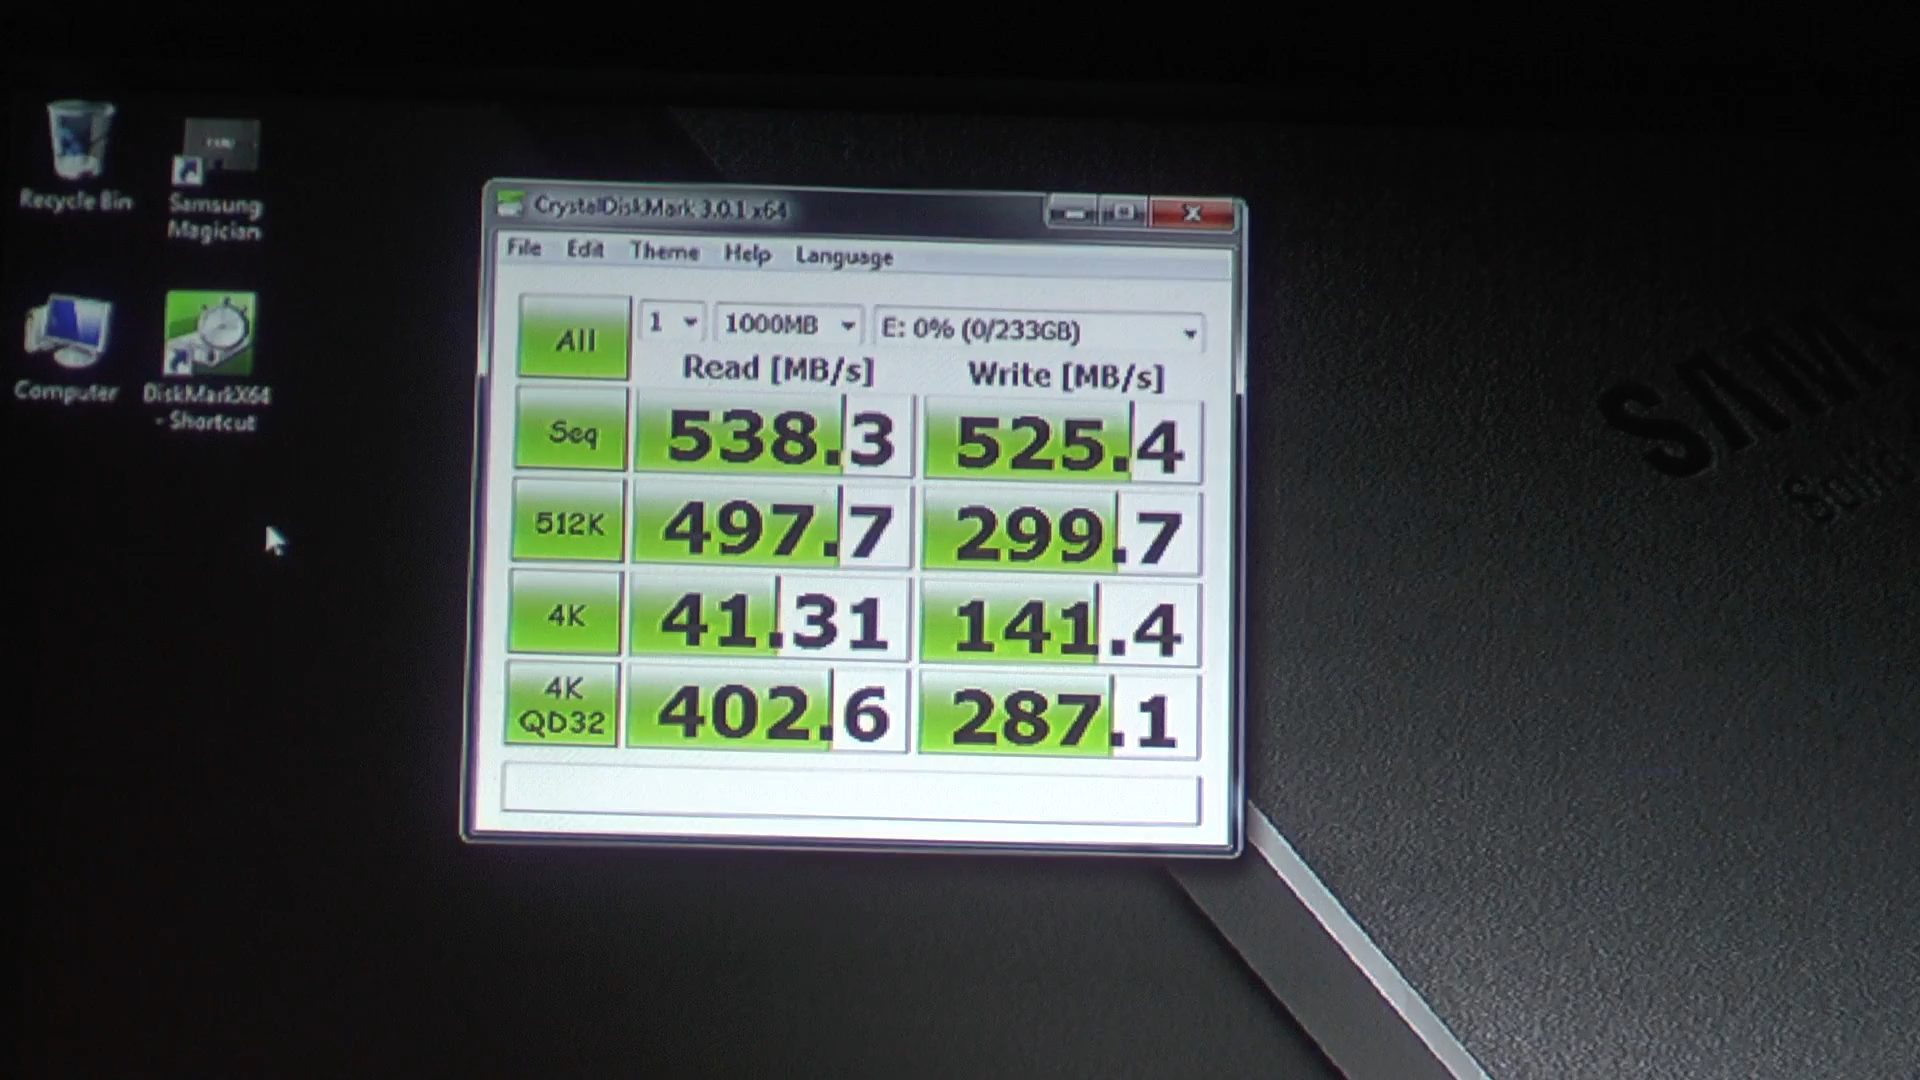 Recycle Bin
Samsung
Magician
Computer
DiskMarkX64
- Shortcut
CrystalDiskMark 3.0.1 x64
File Edit Theme Help Language
All 1 1000MB E: 0% (0/233GB)
Read [MB/s] Write [MB/s]
Seq 538.3 525.4
512K 497.7 299.7
4K 41.31 141.4
4K
QD32 402.6 287.1
SAMS
Solid